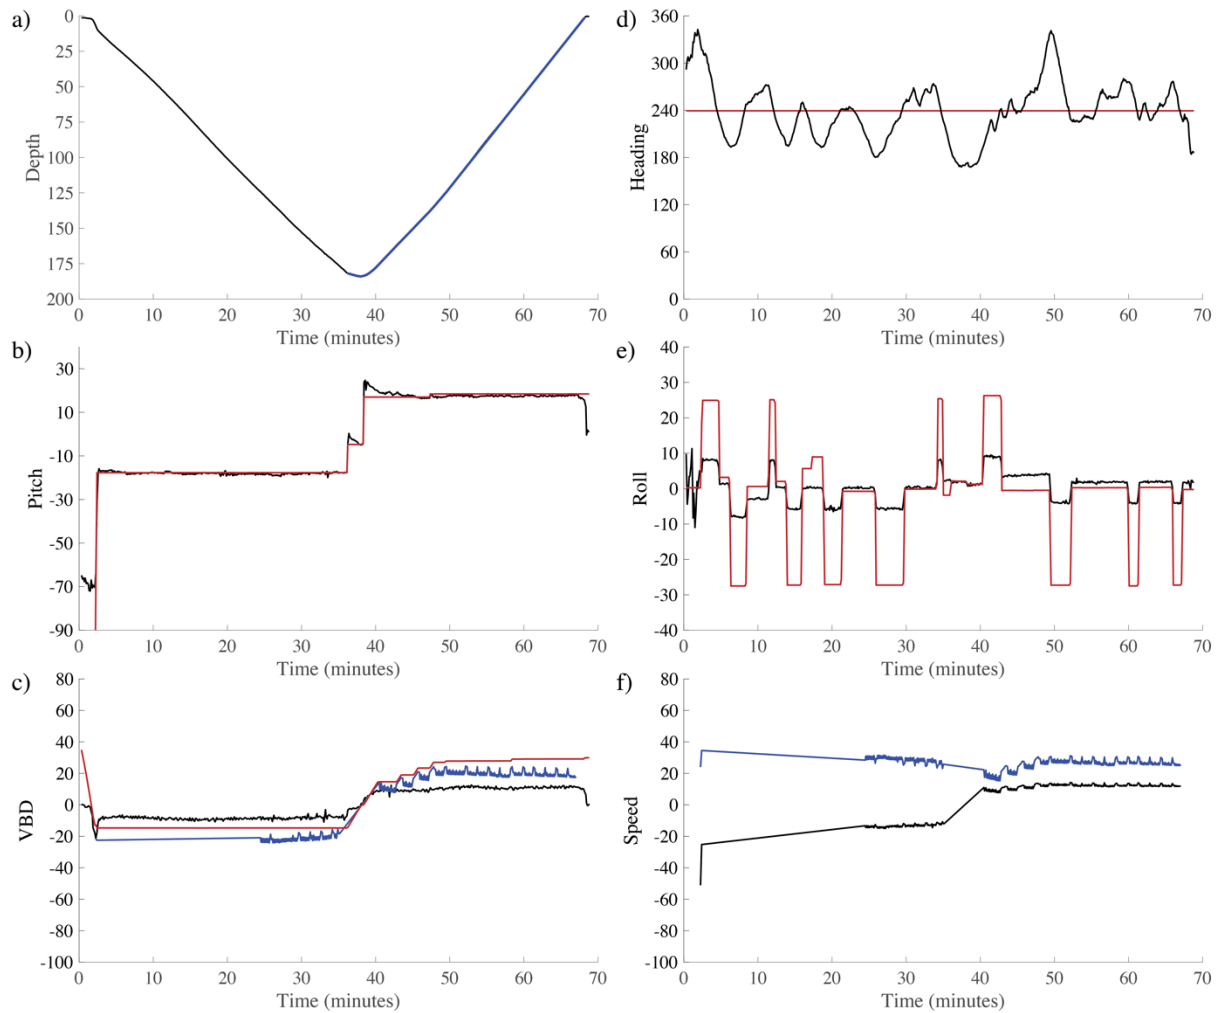 a)
0
25
50
75
100
125
150
175
200
Depth
0 10 20 30 40 50 60 70
Time (minutes)
b)
30
10
-10
-30
-50
-70
-90
Pitch
0 10 20 30 40 50 60 70
Time (minutes)
c)
80
60
40
20
0
-20
-40
-60
-80
-100
VBD
0 10 20 30 40 50 60 70
Time (minutes)
d)
360
300
240
180
120
60
0
Heading
0 10 20 30 40 50 60 70
Time (minutes)
e)
40
30
20
10
0
-10
-20
-30
-40
Roll
0 10 20 30 40 50 60 70
Time (minutes)
f)
80
60
40
20
0
-20
-40
-60
-80
-100
Speed
0 10 20 30 40 50 60 70
Time (minutes)